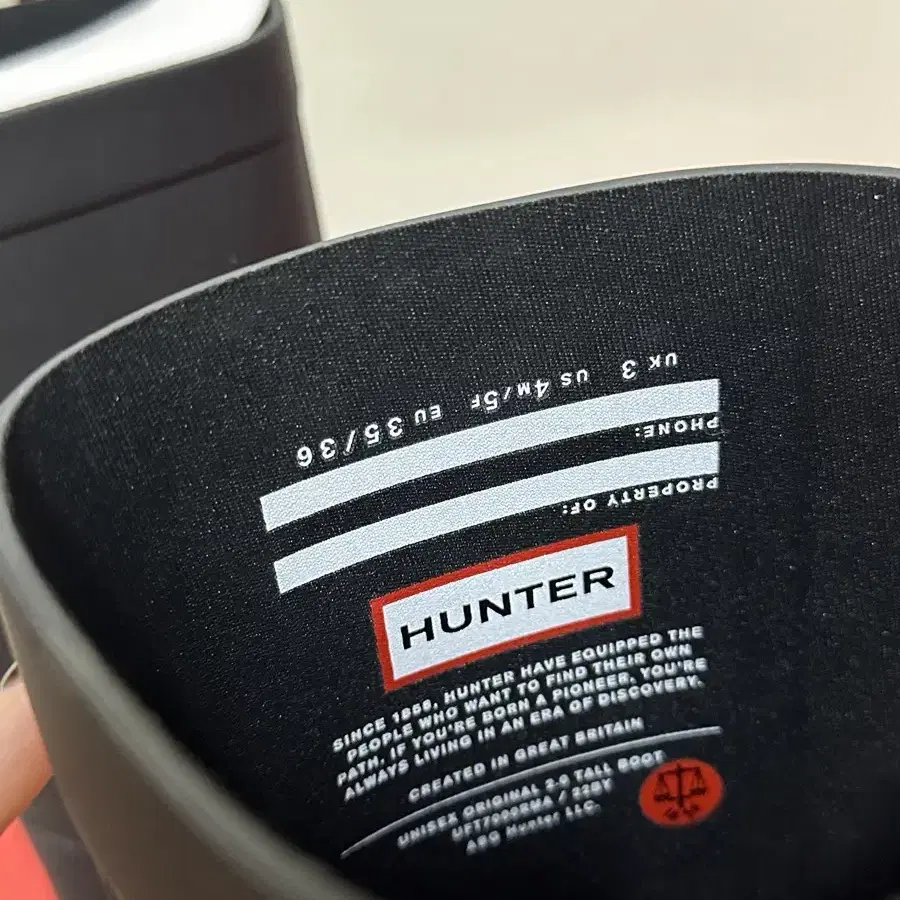 UK 3 US 4M/5F EU 35/36
PHONE:
PROPERTY OF:
HUNTER
SINCE 1856, HUNTER HAVE EQUIPPED THE
PEOPLE WHO WANT TO FIND THEIR OWN
PATH. IF YOU'RE BORN A PIONEER, YOU'RE
ALWAYS LIVING IN AN ERA OF DISCOVERY.
CREATED IN GREAT BRITAIN
UNISEX ORIGINAL 2.0 TALL BOOT
UFT7000RMA / 22BY
ABG Hunter LLC.